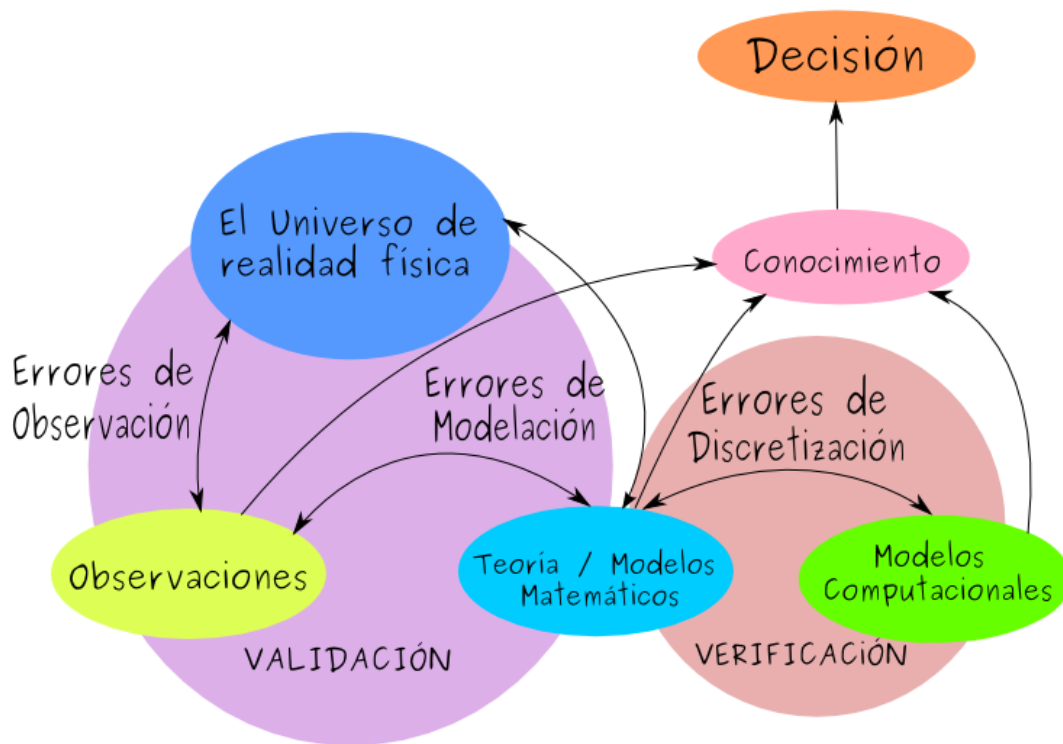 Decisión
El Universo de
realidad física
Conocimiento
Errores de
Observación
Errores de
Modelación
Errores de
Discretización
Observaciones
Teoría / Modelos
Matemáticos
Modelos
Computacionales
VALIDACIÓN
VERIFICACIÓN